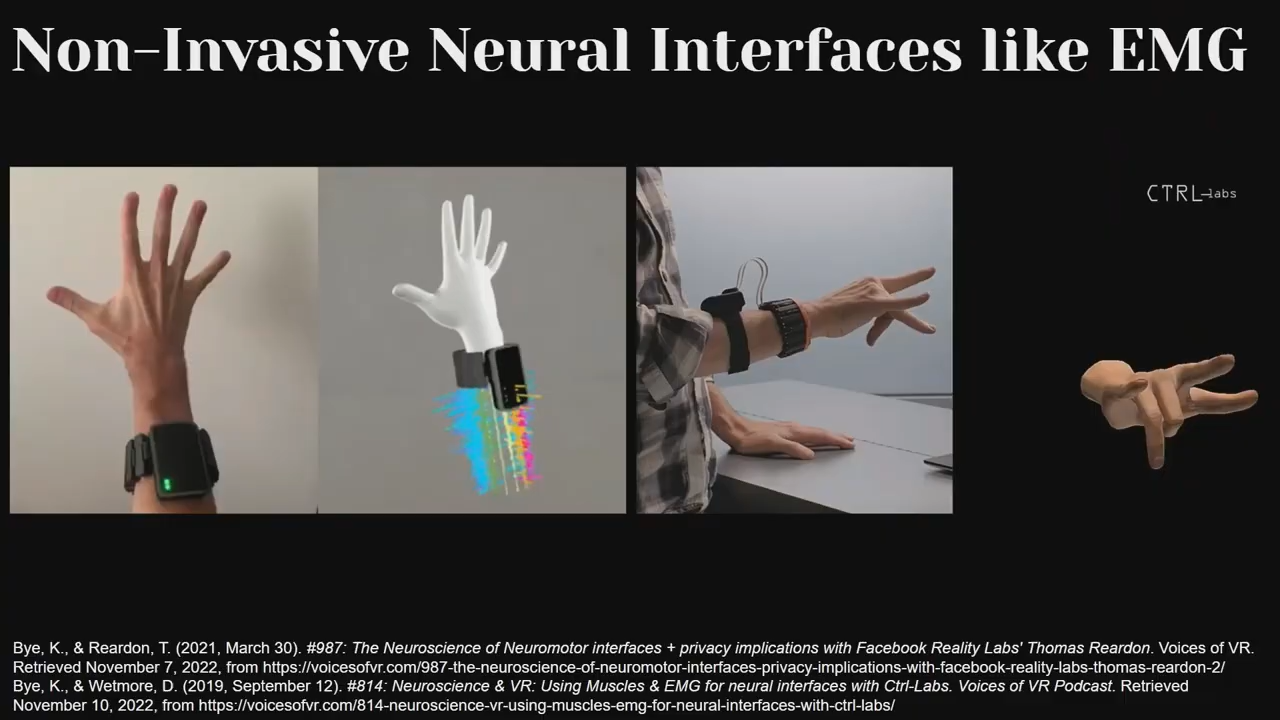 Non-Invasive Neural Interfaces like EMG
CTRL-labs
Bye, K., & Reardon, T. (2021, March 30). #987: The Neuroscience of Neuromotor interfaces + privacy implications with Facebook Reality Labs' Thomas Reardon. Voices of VR.
Retrieved November 7, 2022, from https://voicesofvr.com/987-the-neuroscience-of-neuromotor-interfaces-privacy-implications-with-facebook-reality-labs-thomas-reardon-2/
Bye, K., & Wetmore, D. (2019, September 12). #814: Neuroscience & VR: Using Muscles & EMG for neural interfaces with Ctrl-Labs. Voices of VR Podcast. Retrieved
November 10, 2022, from https://voicesofvr.com/814-neuroscience-vr-using-muscles-emg-for-neural-interfaces-with-ctrl-labs/